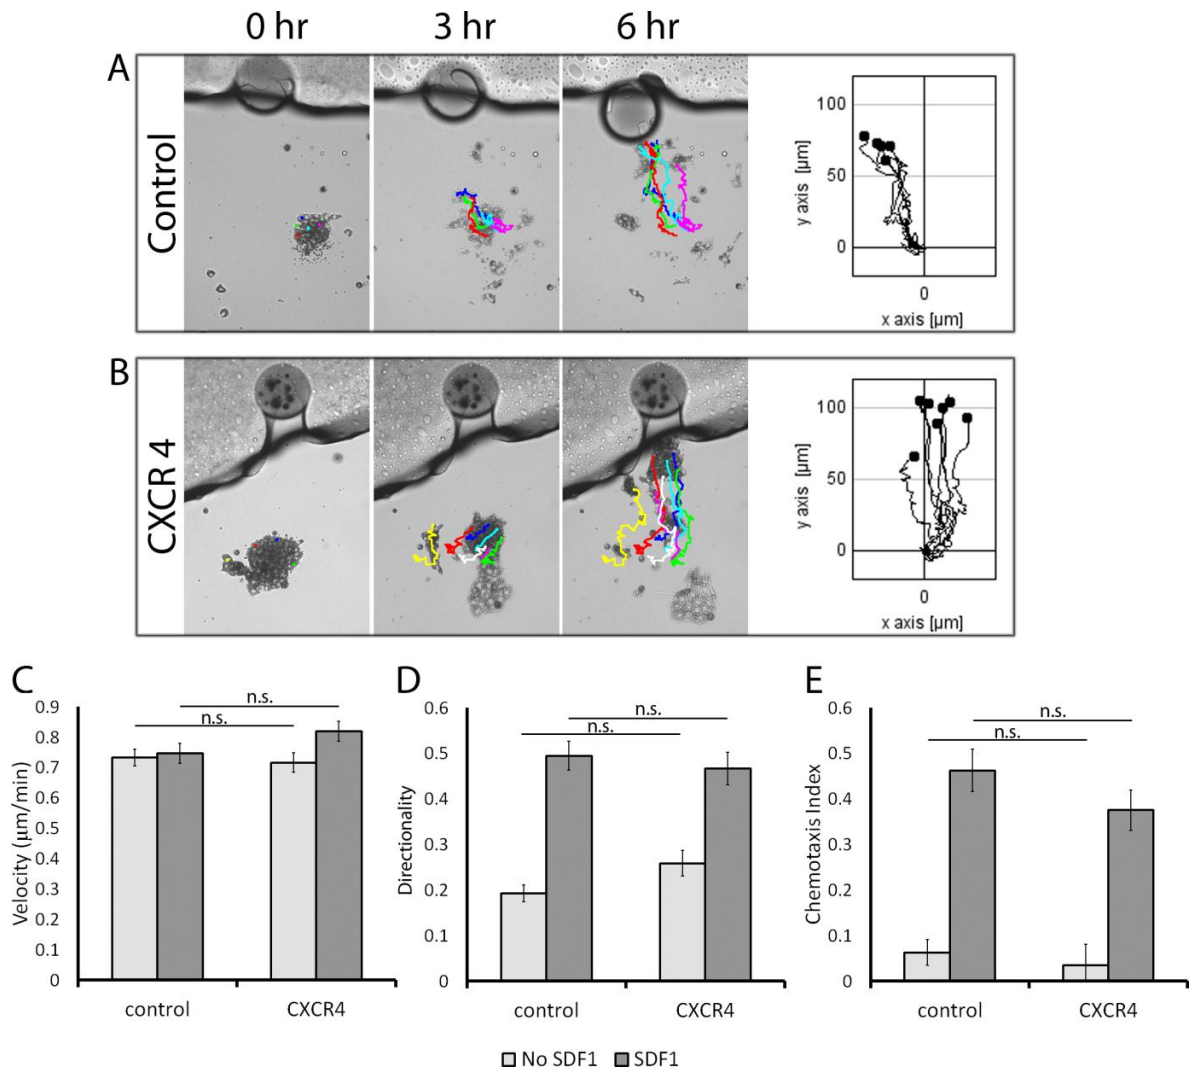 0 hr 3 hr 6 hr
A
Control
100
50
0
y axis [µm]
0
x axis [µm]
B
CXCR 4
100
50
0
y axis [µm]
0
x axis [µm]
C
n.s.
n.s.
0.9
0.8
0.7
0.6
0.5
0.4
0.3
0.2
0.1
0
Velocity (µm/min)
control CXCR4
D
n.s.
n.s.
0.6
0.5
0.4
0.3
0.2
0.1
0
Directionality
control CXCR4
E
n.s.
n.s.
0.6
0.5
0.4
0.3
0.2
0.1
0
Chemotaxis Index
control CXCR4
No SDF1 SDF1